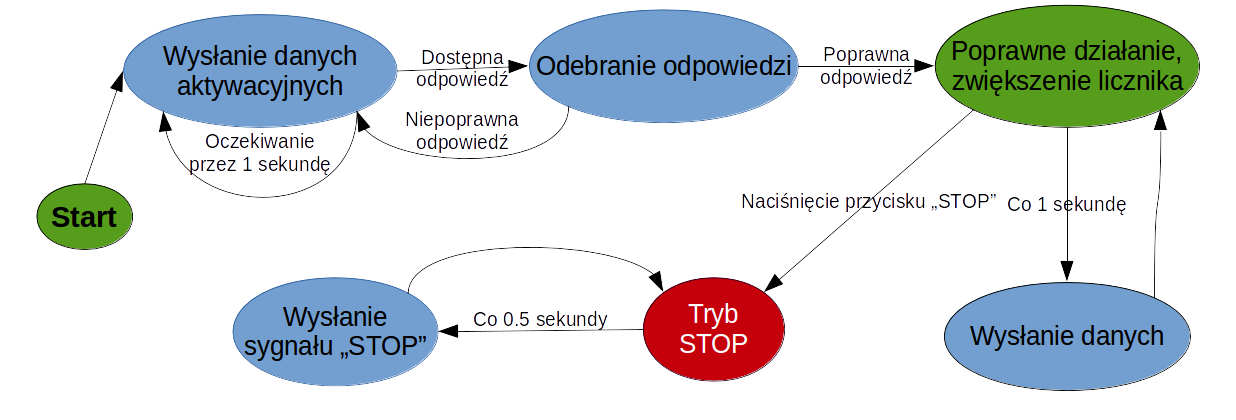 Wysłanie danych
aktywacyjnych
Dostępna
odpowiedź
Odebranie odpowiedzi
Poprawna
odpowiedź
Poprawne działanie,
zwiększenie licznika
Niepoprawna
odpowiedź
Oczekiwanie
przez 1 sekundę
Start
Naciśnięcie przycisku „STOP”
Co 1 sekundę
Wysłanie
sygnału „STOP”
Co 0.5 sekundy
Tryb
STOP
Wysłanie danych